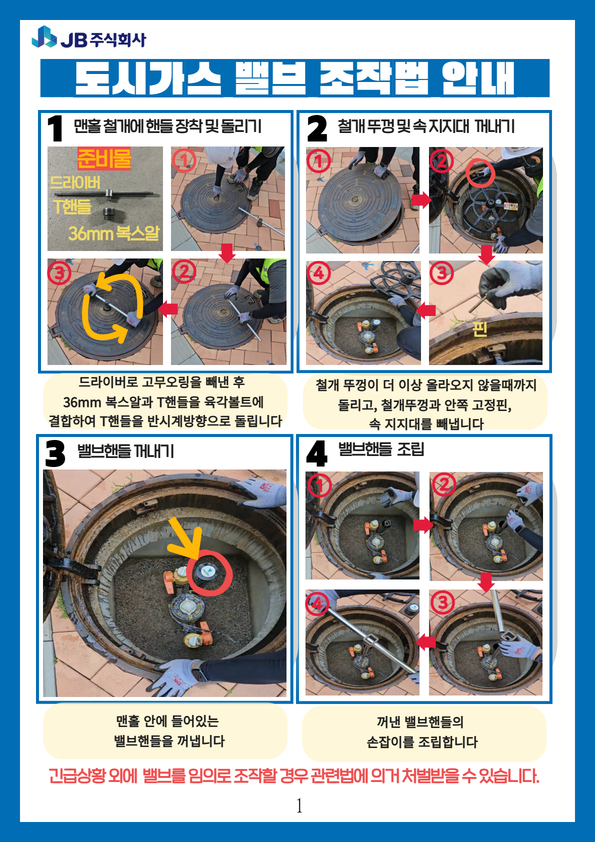 JB 주식회사
도시가스 밸브 조작법 안내
1 맨홀 철개에 핸들 장착 및 돌리기
준비물
드라이버
T핸들
36mm 복스알
①
②
③
드라이버로 고무오링을 빼낸 후
36mm 복스알과 T핸들을 육각볼트에
결합하여 T핸들을 반시계방향으로 돌립니다
2 철개 뚜껑 및 속 지지대 꺼내기
①
②
③
핀
④
철개 뚜껑이 더 이상 올라오지 않을때까지
돌리고, 철개뚜껑과 안쪽 고정핀,
속 지지대를 빼냅니다
3 밸브핸들 꺼내기
맨홀 안에 들어있는
밸브핸들을 꺼냅니다
4 밸브핸들 조립
①
②
③
④
꺼낸 밸브핸들의
손잡이를 조립합니다
긴급상황 외에 밸브를 임의로 조작할 경우 관련법에 의거 처벌받을 수 있습니다.
1